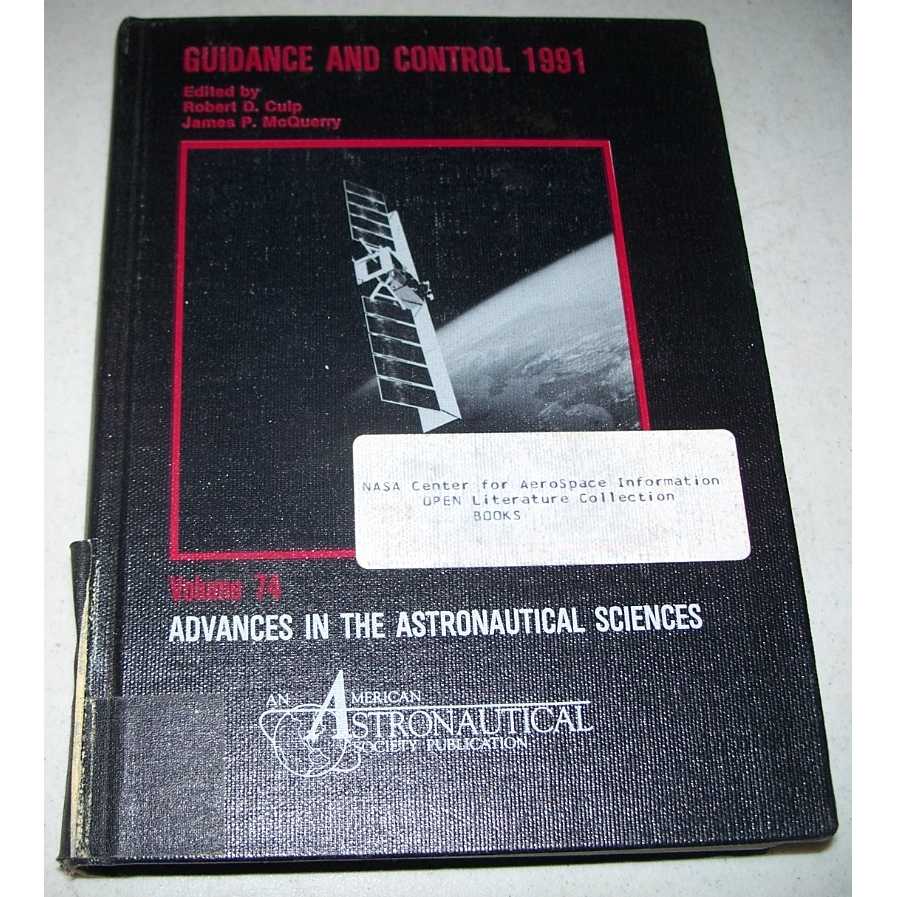 GUIDANCE AND CONTROL 1991
Edited by
Robert D. Culp
James P. McQuerry
NASA Center for AeroSpace Information
OPEN Literature Collection
BOOKS
Volume 74
ADVANCES IN THE ASTRONAUTICAL SCIENCES
AN AMERICAN
ASTRONAUTICAL
SOCIETY PUBLICATION